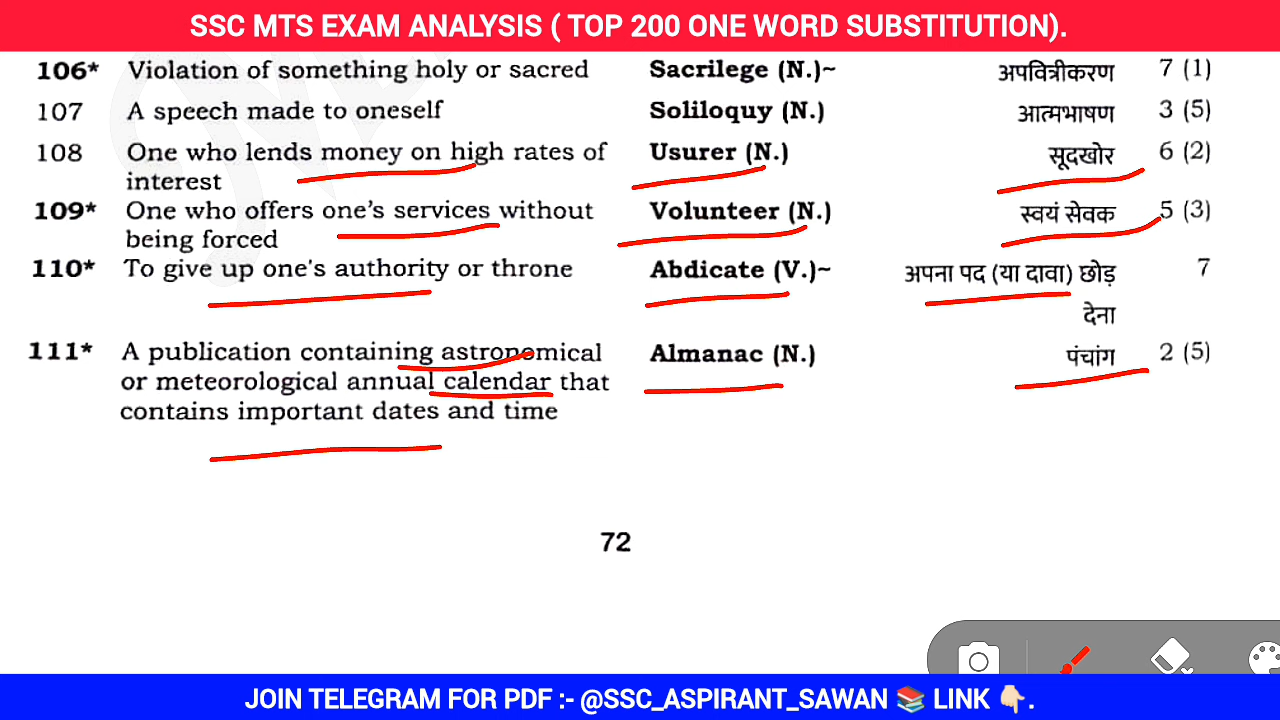 SSC MTS EXAM ANALYSIS ( TOP 200 ONE WORD SUBSTITUTION).
106* Violation of something holy or sacred Sacrilege (N.)~ अपवित्रीकरण 7 (1)
107 A speech made to oneself Soliloquy (N.) आत्मभाषण 3 (5)
108 One who lends money on high rates of Usurer (N.) सूदखोर 6 (2)
interest
109* One who offers one's services without Volunteer (N.) स्वयं सेवक 5 (3)
being forced
110* To give up one's authority or throne Abdicate (V.)~ अपना पद (या दावा) छोड़ 7
देना
111* A publication containing astronomical Almanac (N.) पंचांग 2 (5)
or meteorological annual calendar that
contains important dates and time
72
JOIN TELEGRAM FOR PDF :- @SSC_ASPIRANT_SAWAN 📚 LINK 👇🏻.